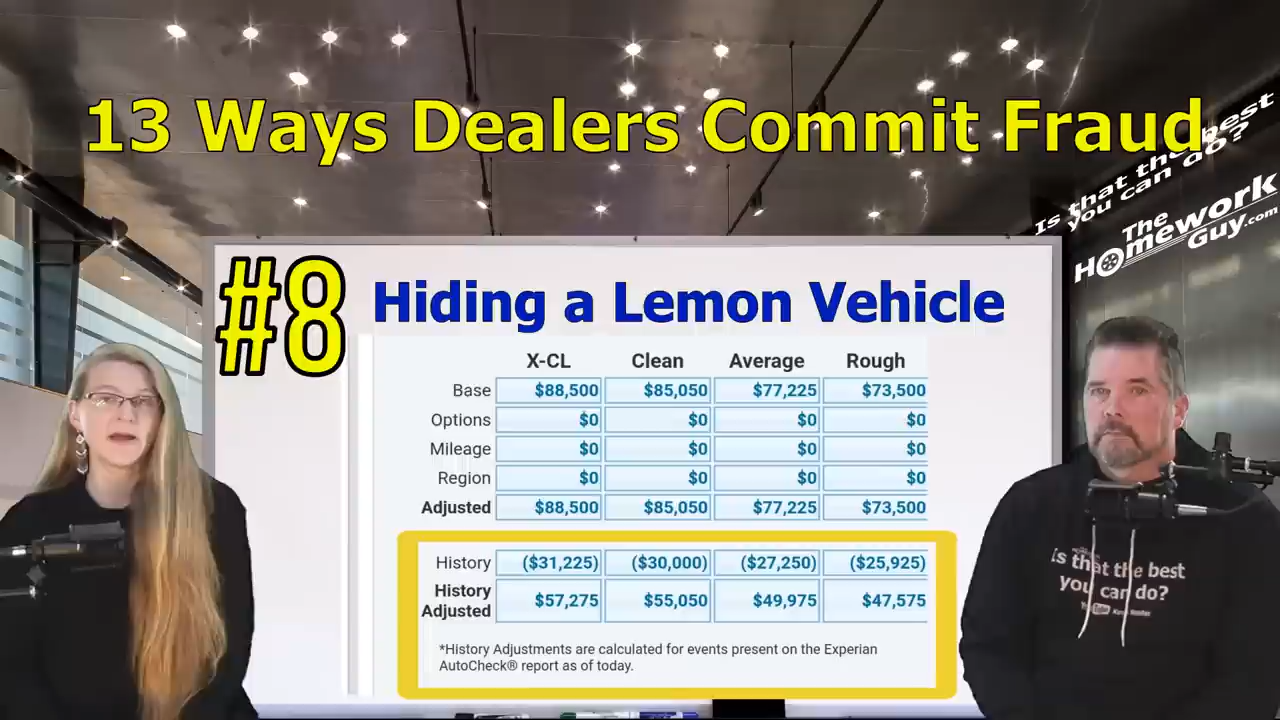 13 Ways Dealers Commit Fraud
Is that the best
you can do?
The
Homework
Guy.com
#8 Hiding a Lemon Vehicle
X-CL Clean Average Rough
Base $88,500 $85,050 $77,225 $73,500
Options $0 $0 $0 $0
Mileage $0 $0 $0 $0
Region $0 $0 $0 $0
Adjusted $88,500 $85,050 $77,225 $73,500
History ($31,225) ($30,000) ($27,250) ($25,925)
History
Adjusted $57,275 $55,050 $49,975 $47,575
*History Adjustments are calculated for events present on the Experian
AutoCheck® report as of today.
is that the best
you can do?
YouTube